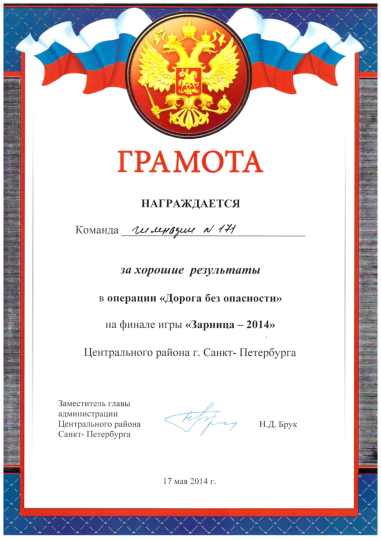 ГРАМОТА
НАГРАЖДАЕТСЯ
Команда гимназии N 171
за хорошие результаты
в операции «Дорога без опасности»
на финале игры «Зарница – 2014»
Центрального района г. Санкт- Петербурга
Заместитель главы
администрации
Центрального района
Санкт- Петербурга
Н.Д. Брук
17 мая 2014 г.